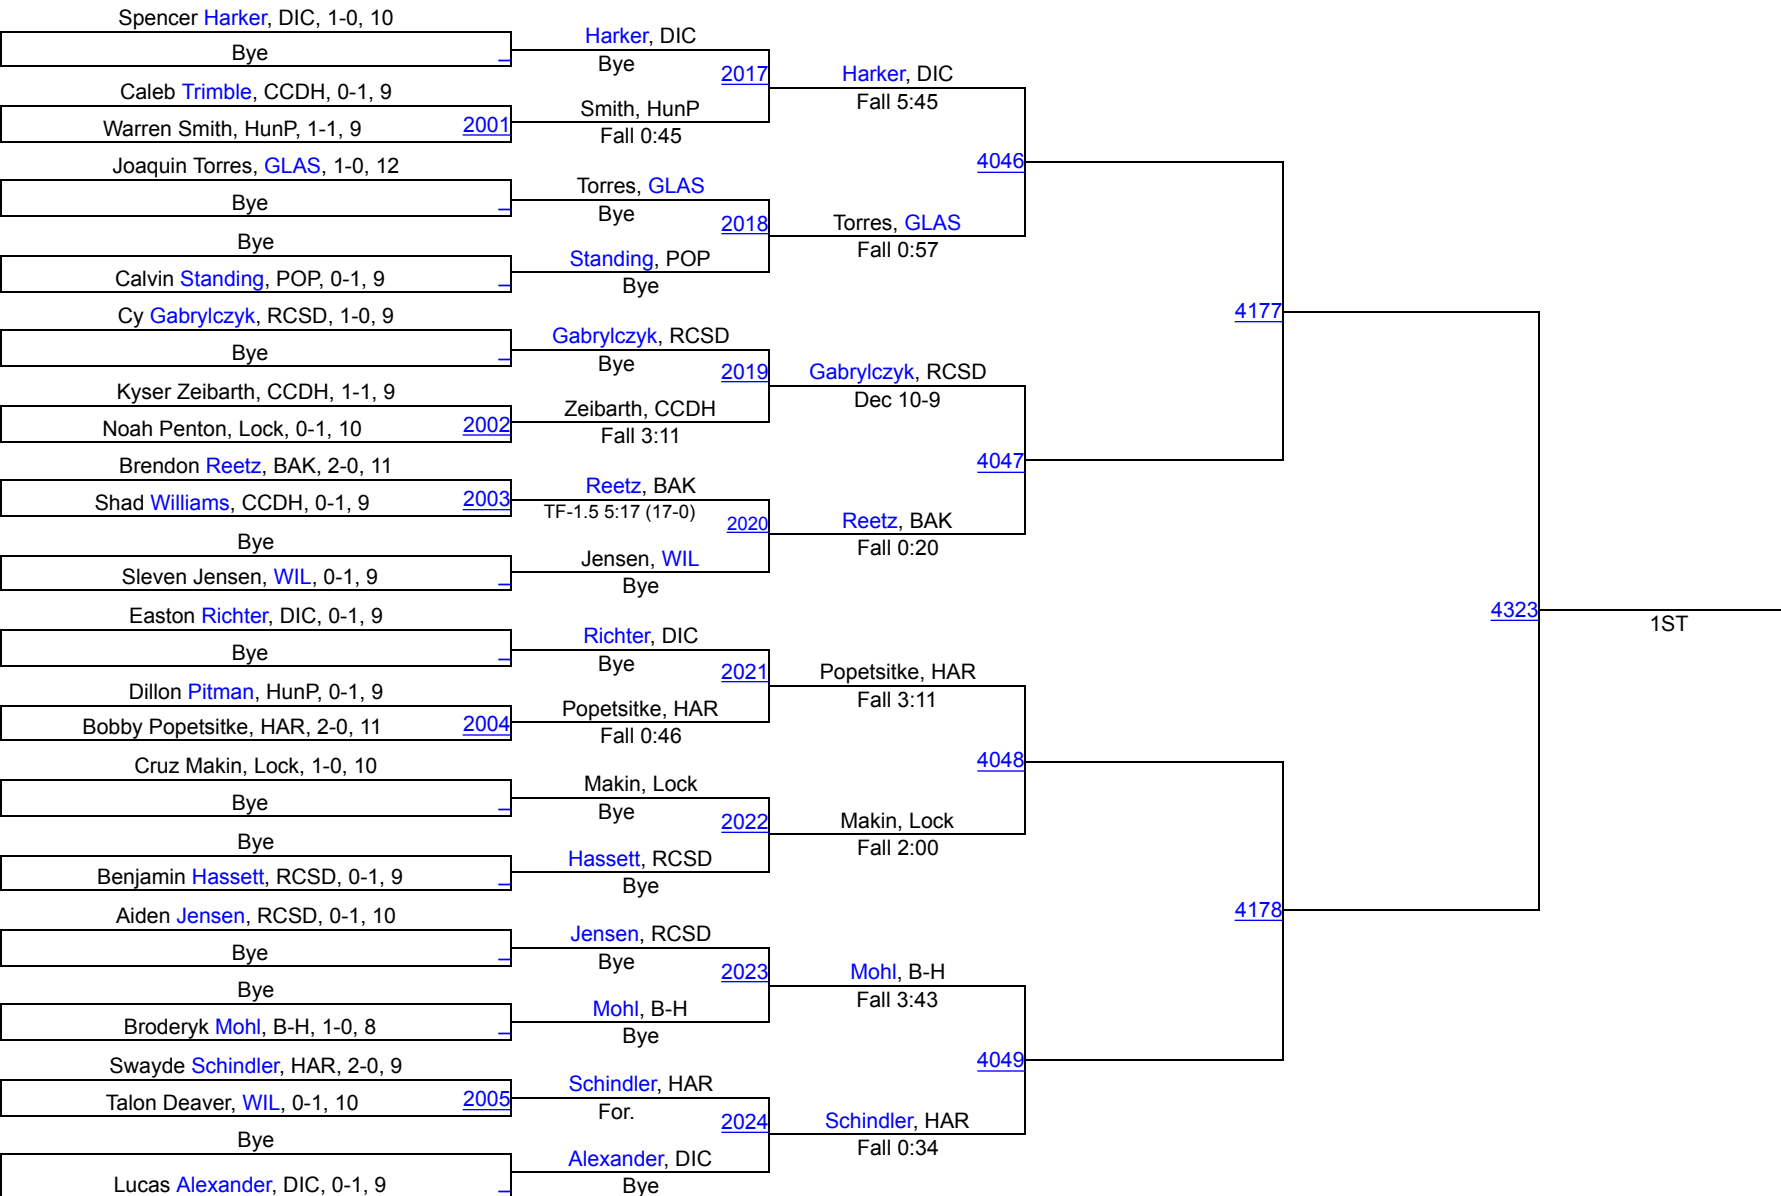 Spencer Harker, DIC, 1-0, 10
Bye
Caleb Trimble, CCDH, 0-1, 9
Warren Smith, HunP, 1-1, 9
2001
Joaquin Torres, GLAS, 1-0, 12
Bye
Bye
Calvin Standing, POP, 0-1, 9
Cy Gabrylczyk, RCSD, 1-0, 9
Bye
Kyser Zeibarth, CCDH, 1-1, 9
Noah Penton, Lock, 0-1, 10
2002
Brendon Reetz, BAK, 2-0, 11
Shad Williams, CCDH, 0-1, 9
2003
Bye
Sleven Jensen, WIL, 0-1, 9
Easton Richter, DIC, 0-1, 9
Bye
Dillon Pitman, HunP, 0-1, 9
Bobby Popetsitke, HAR, 2-0, 11
2004
Cruz Makin, Lock, 1-0, 10
Bye
Bye
Benjamin Hassett, RCSD, 0-1, 9
Aiden Jensen, RCSD, 0-1, 10
Bye
Bye
Broderyk Mohl, B-H, 1-0, 8
Swayde Schindler, HAR, 2-0, 9
Talon Deaver, WIL, 0-1, 10
2005
Bye
Lucas Alexander, DIC, 0-1, 9
Harker, DIC
Bye
2017
Smith, HunP
Fall 0:45
Torres, GLAS
Bye
2018
Standing, POP
Bye
Gabrylczyk, RCSD
Bye
2019
Zeibarth, CCDH
Fall 3:11
Reetz, BAK
TF-1.5 5:17 (17-0)
2020
Jensen, WIL
Bye
Richter, DIC
Bye
2021
Popetsitke, HAR
Fall 0:46
Makin, Lock
Bye
2022
Hassett, RCSD
Bye
Jensen, RCSD
Bye
2023
Mohl, B-H
Bye
Schindler, HAR
For.
2024
Alexander, DIC
Bye
Harker, DIC
Fall 5:45
4046
Torres, GLAS
Fall 0:57
Gabrylczyk, RCSD
Dec 10-9
4047
Reetz, BAK
Fall 0:20
Popetsitke, HAR
Fall 3:11
4048
Makin, Lock
Fall 2:00
Mohl, B-H
Fall 3:43
4049
Schindler, HAR
Fall 0:34
4177
4178
4323
1ST